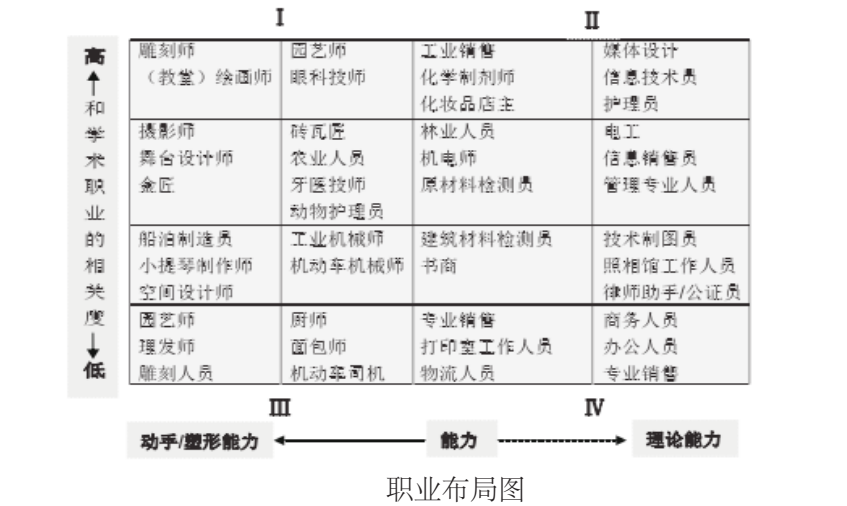 I II
高 雕刻师 园艺师 工业销售 媒体设计
（教堂）绘画师 眼科技师 化学制剂师 信息技术员
化妆品店主 护理员
和学术职业的相关度
摄影师 砖瓦匠 林业人员 电工
舞台设计师 农业人员 机电师 信息销售员
金匠 牙医技师 原材料检测员 管理专业人员
动物护理员
船泊制造员 工业机械师 建筑材料检测员 技术制图员
小提琴制作师 机动车机械师 书商 照相馆工作人员
空间设计师 律师助手/公证员
园艺师 厨师 专业销售 商务人员
理发师 面包师 打印室工作人员 办公人员
低 雕刻人员 机动车司机 物流人员 专业销售
III IV
动手/塑形能力 能力 理论能力
职业布局图